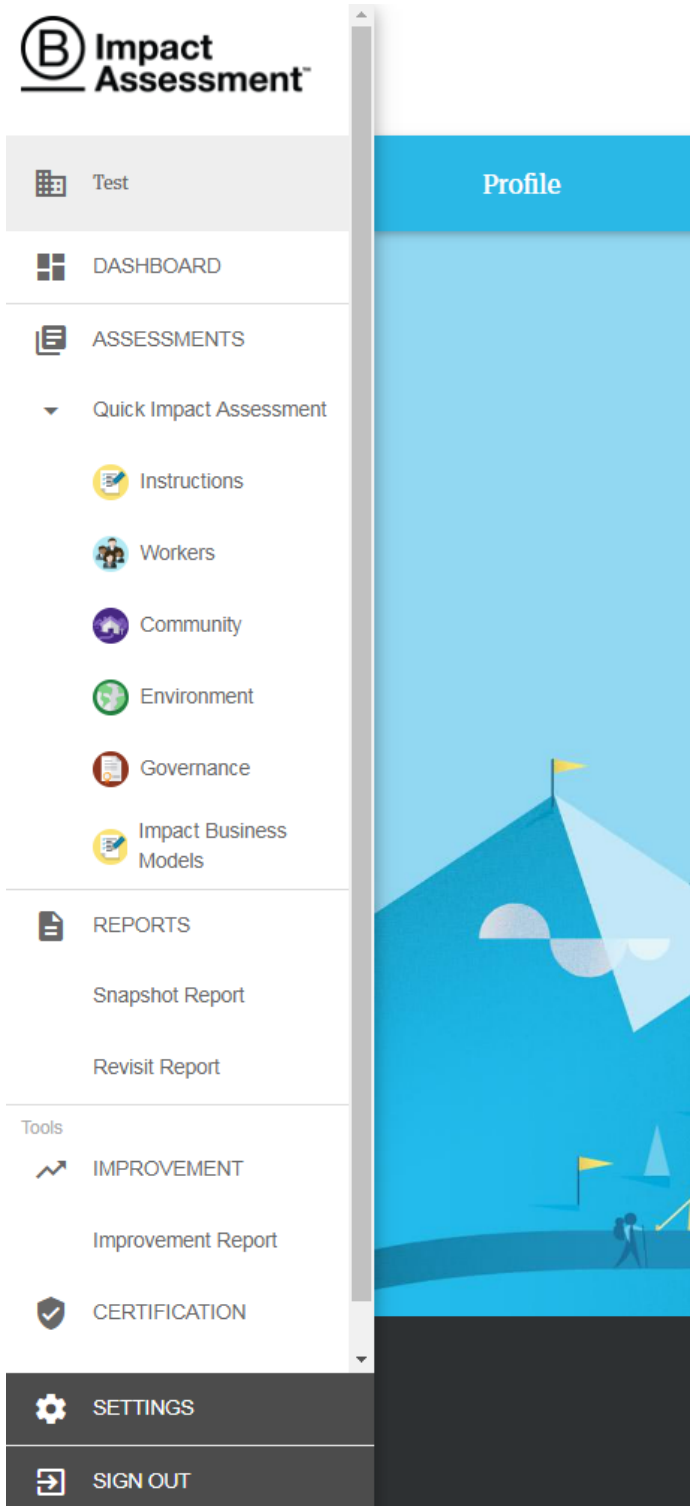 B Impact
Assessment™
Test
Profile
DASHBOARD
ASSESSMENTS
Quick Impact Assessment
Instructions
Workers
Community
Environment
Governance
Impact Business
Models
REPORTS
Snapshot Report
Revisit Report
Tools
IMPROVEMENT
Improvement Report
CERTIFICATION
SETTINGS
SIGN OUT